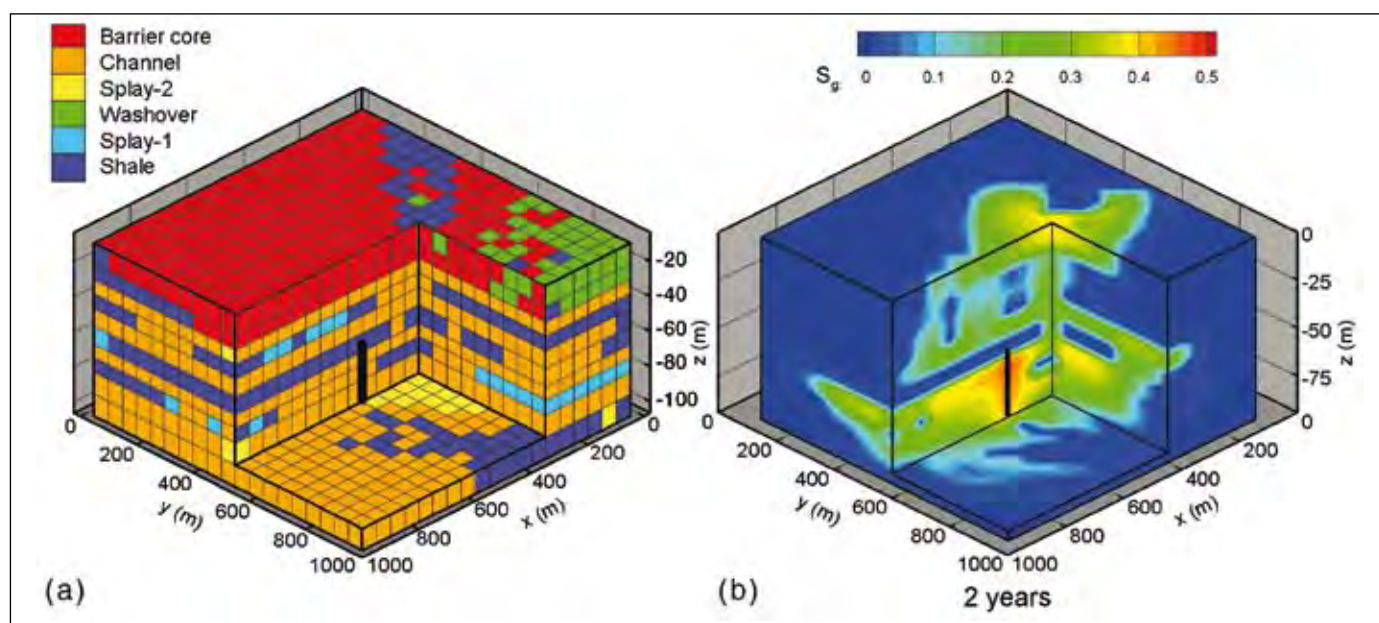 Barrier core
Channel
Splay-2
Washover
Splay-1
Shale
-20
-40
-60
-80
-100
z (m)
0
200
400
600
800
1000
y (m)
0
200
400
600
800
1000
x (m)
(a)
Sg
0 0.1 0.2 0.3 0.4 0.5
0
-25
-50
-75
z (m)
0
200
400
600
800
1000
y (m)
0
200
400
600
800
1000
x (m)
(b)
2 years